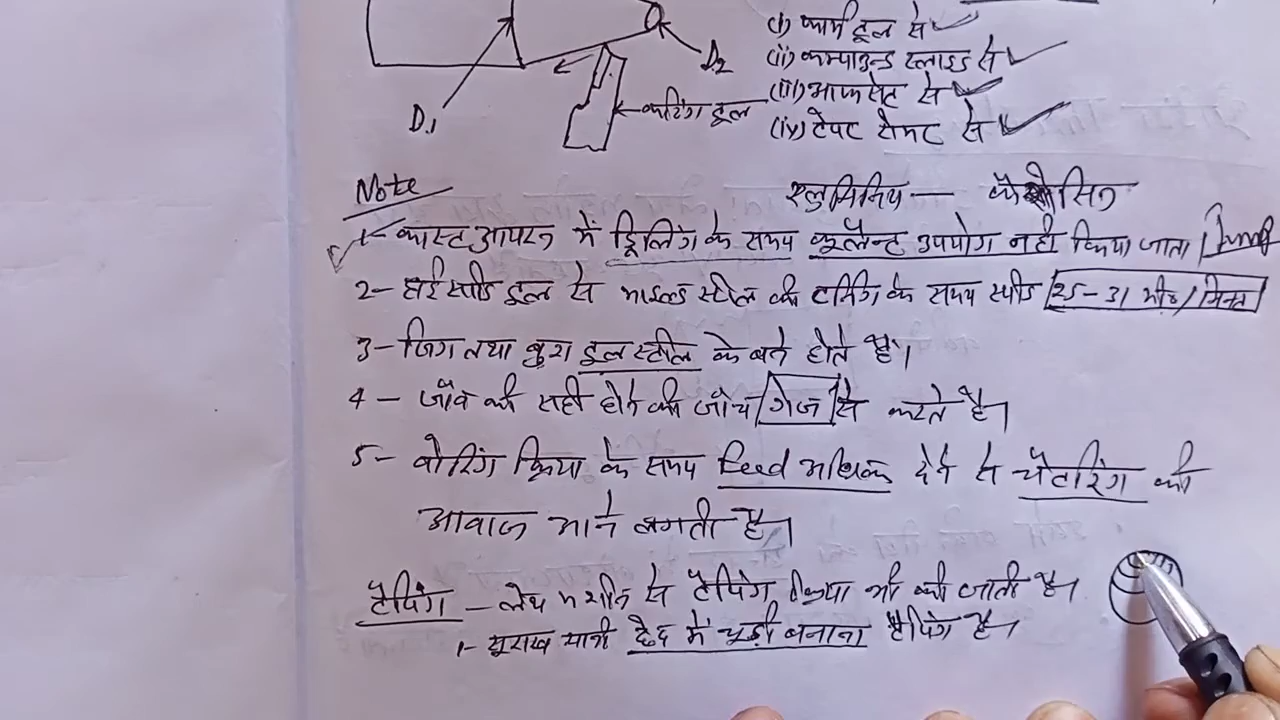 (i) फार्म टूल से
(ii) कम्पाउन्ड स्लाइड से
(iii) आफसेट से
(iv) टेपर टेपर से
D1
D2
कटिंग टूल
Note
एलुमिनियम — कैरोसिन
1- कास्ट आयरन में ड्रिलिंग के समय कूलैन्ट उपयोग नही किया जाता।
2- हाई स्पीड टूल से माइल्ड स्टील की टर्निंग के समय स्पीड 25-31 मी०/मिनट
3- जिग तथा बुश टूल स्टील के बने होते है।
4- जॉब की सही होने की जॉच गेज से करते है।
5- बोरिंग क्रिया के समय Feed अधिक देने से चैटरिंग की
आवाज आने लगती है।
टैपिंग - लेथ मशीन से टैपिंग क्रिया भी की जाती है।
1- सुराख यानी छेद में चूड़ी बनाना टैपिंग है।